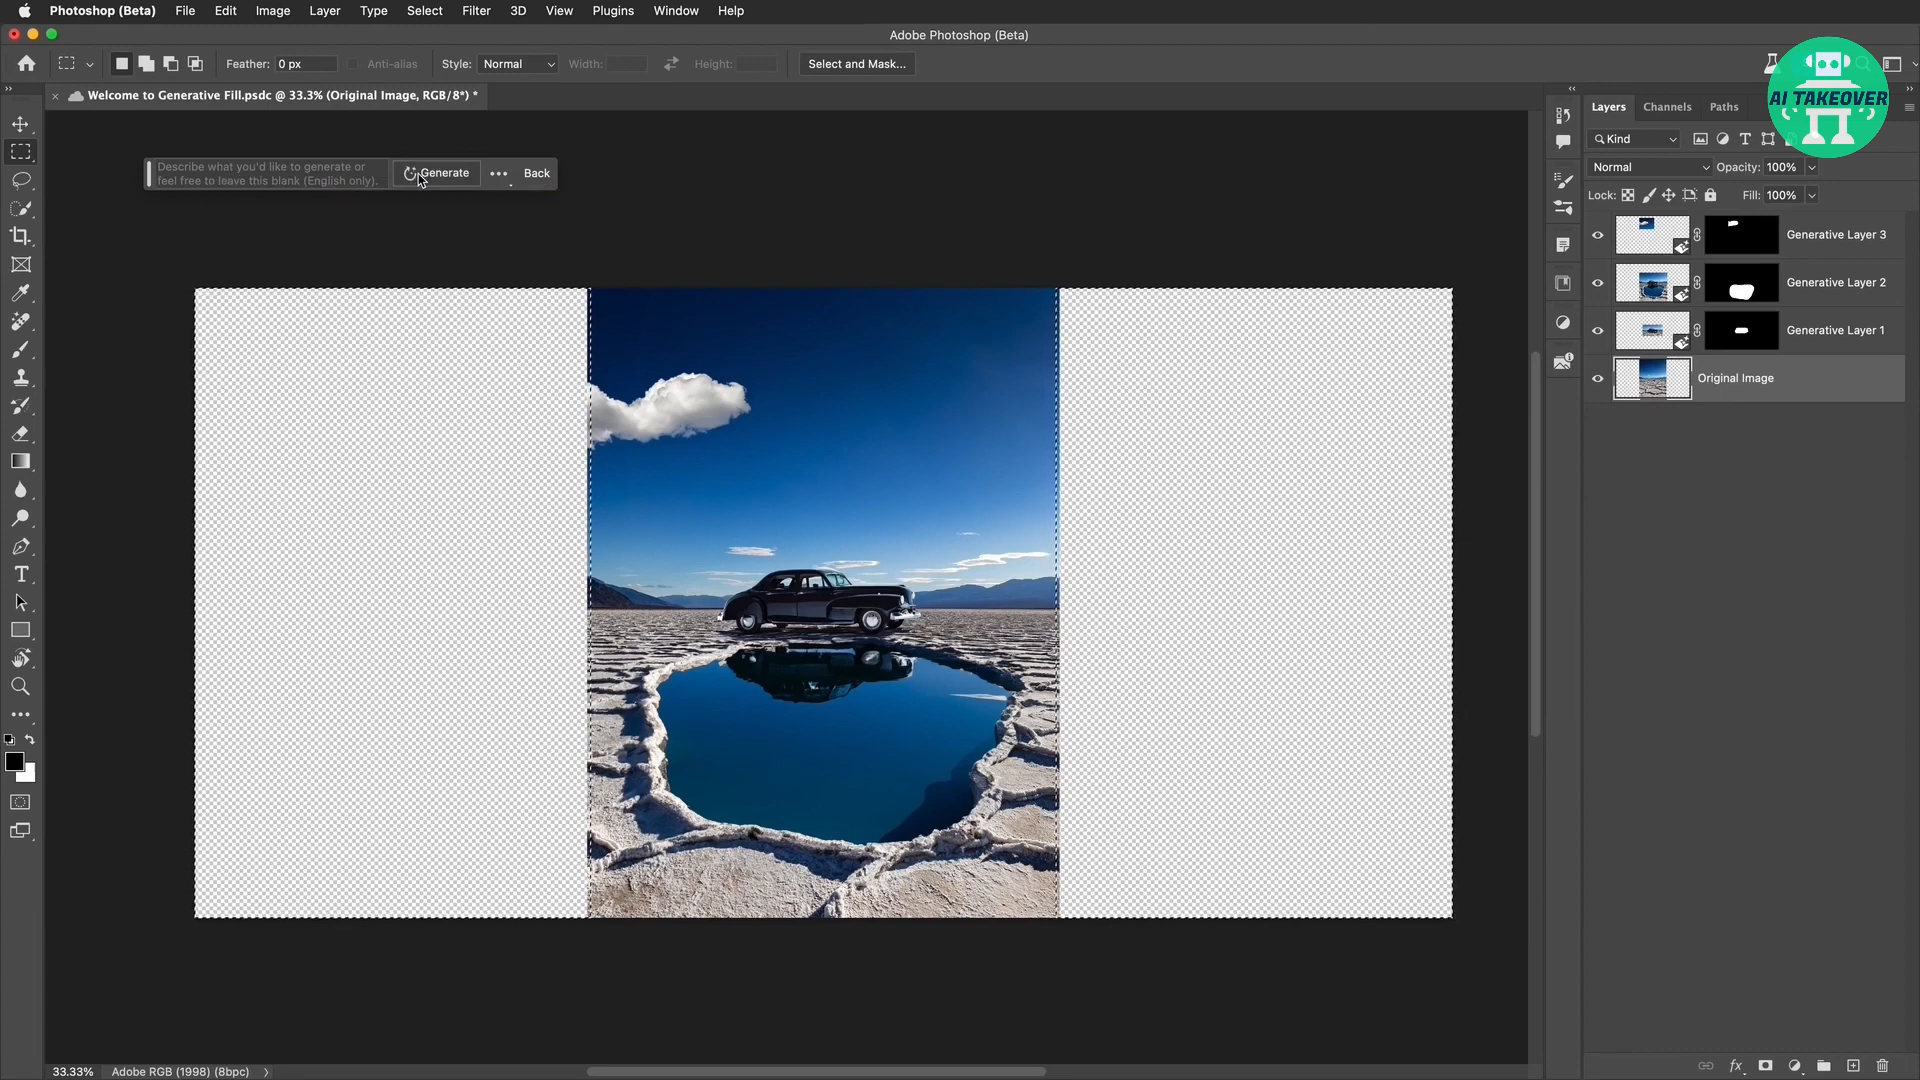 Photoshop (Beta) File Edit Image Layer Type Select Filter 3D View Plugins Window Help
Adobe Photoshop (Beta)
Feather: 0 px Anti-alias Style: Normal Width: Height: Select and Mask...
Welcome to Generative Fill.psdc @ 33.3% (Original Image, RGB/8*) *
AI TAKEOVER
Layers Channels Paths
Kind
Normal Opacity: 100%
Lock: Fill: 100%
Describe what you'd like to generate or
feel free to leave this blank (English only).
Generate
Back
Generative Layer 3
Generative Layer 2
Generative Layer 1
Original Image
33.33% Adobe RGB (1998) (8bpc)